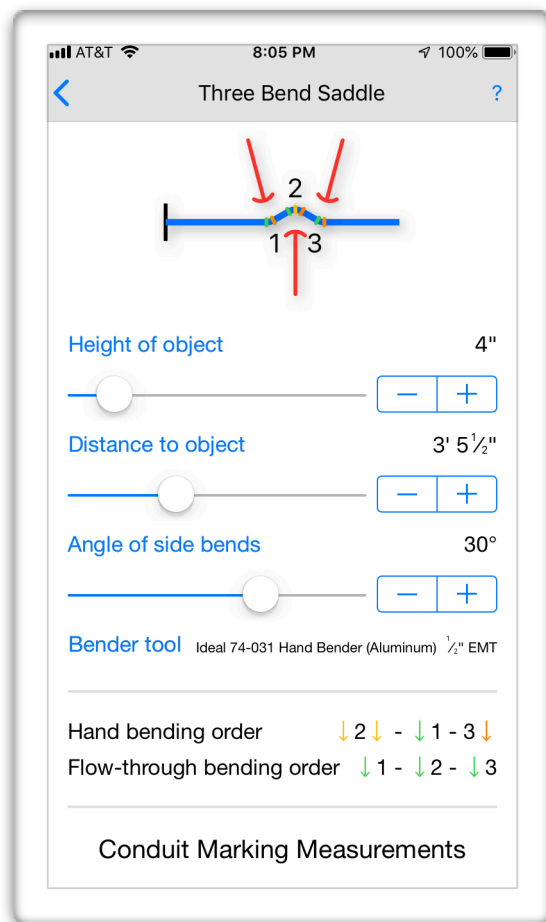 AT&T 8:05 PM 100%
Three Bend Saddle ?
2
1 3
Height of object 4"
− +
Distance to object 3' 5½"
− +
Angle of side bends 30°
− +
Bender tool Ideal 74-031 Hand Bender (Aluminum) ½" EMT
Hand bending order ↓2↓ - ↓1 - 3↓
Flow-through bending order ↓1 - ↓2 - ↓3
Conduit Marking Measurements